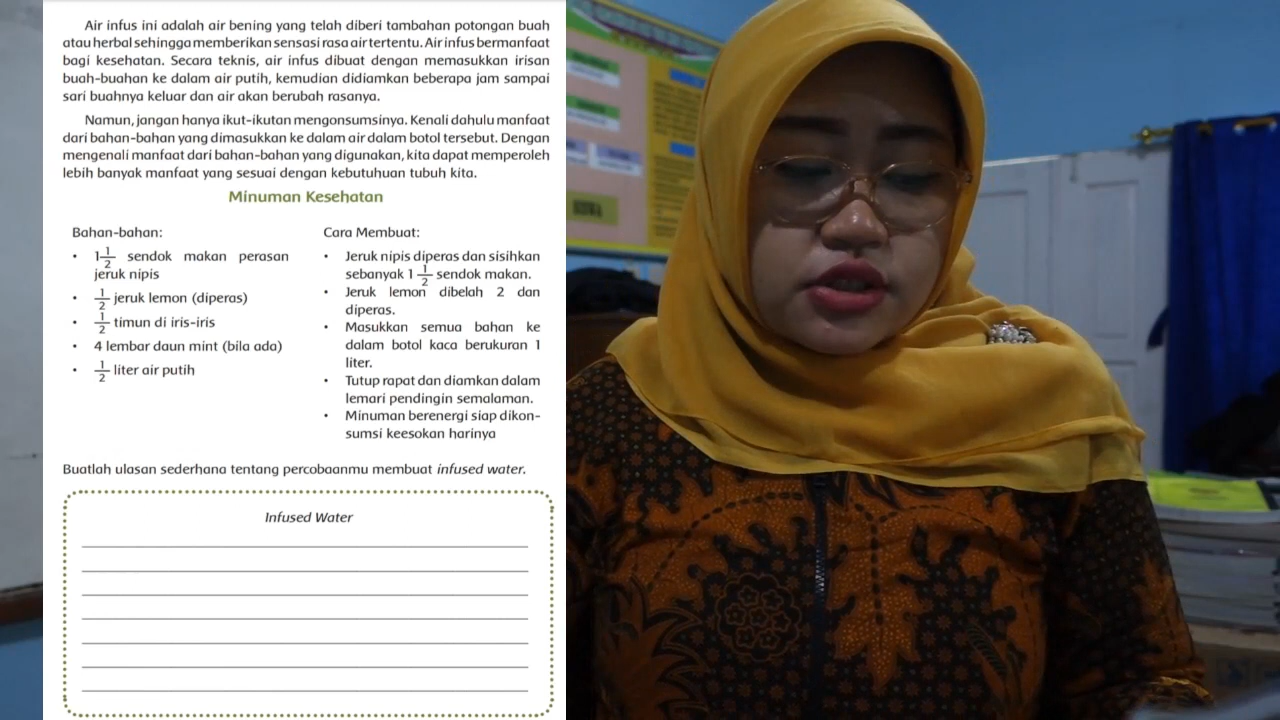 Air infus ini adalah air bening yang telah diberi tambahan potongan buah
atau herbal sehingga memberikan sensasi rasa air tertentu. Air infus bermanfaat
bagi kesehatan. Secara teknis, air infus dibuat dengan memasukkan irisan
buah-buahan ke dalam air putih, kemudian didiamkan beberapa jam sampai
sari buahnya keluar dan air akan berubah rasanya.
Namun, jangan hanya ikut-ikutan mengonsumsinya. Kenali dahulu manfaat
dari bahan-bahan yang dimasukkan ke dalam air dalam botol tersebut. Dengan
mengenali manfaat dari bahan-bahan yang digunakan, kita dapat memperoleh
lebih banyak manfaat yang sesuai dengan kebutuhuan tubuh kita.
Minuman Kesehatan
Bahan-bahan:
• 1 1/2 sendok makan perasan
jeruk nipis
• 1/2 jeruk lemon (diperas)
• 1/2 timun di iris-iris
• 4 lembar daun mint (bila ada)
• 1/2 liter air putih
Cara Membuat:
• Jeruk nipis diperas dan sisihkan
sebanyak 1 1/2 sendok makan.
• Jeruk lemon dibelah 2 dan
diperas.
• Masukkan semua bahan ke
dalam botol kaca berukuran 1
liter.
• Tutup rapat dan diamkan dalam
lemari pendingin semalaman.
• Minuman berenergi siap dikon-
sumsi keesokan harinya
Buatlah ulasan sederhana tentang percobaanmu membuat infused water.
Infused Water